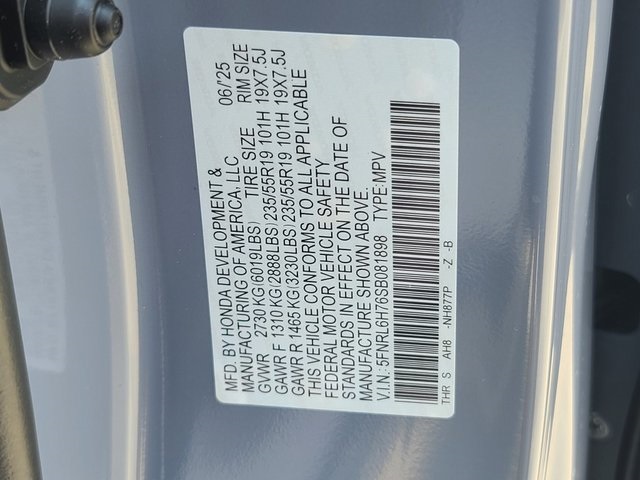 MFD. BY HONDA DEVELOPMENT & 06/'25
MANUFACTURING OF AMERICA, LLC
TIRE SIZE RIM SIZE
GVWR 2730 KG(6019LBS)
GAWR F 1310 KG(2888LBS) 235/55R19 101H 19X7.5J
GAWR R 1465 KG(3230LBS) 235/55R19 101H 19X7.5J
THIS VEHICLE CONFORMS TO ALL APPLICABLE
FEDERAL MOTOR VEHICLE SAFETY
STANDARDS IN EFFECT ON THE DATE OF
MANUFACTURE SHOWN ABOVE.
V.I.N.: 5FNRL6H76SB081898 TYPE:MPV
THR S AH8 -NH877P -Z -B